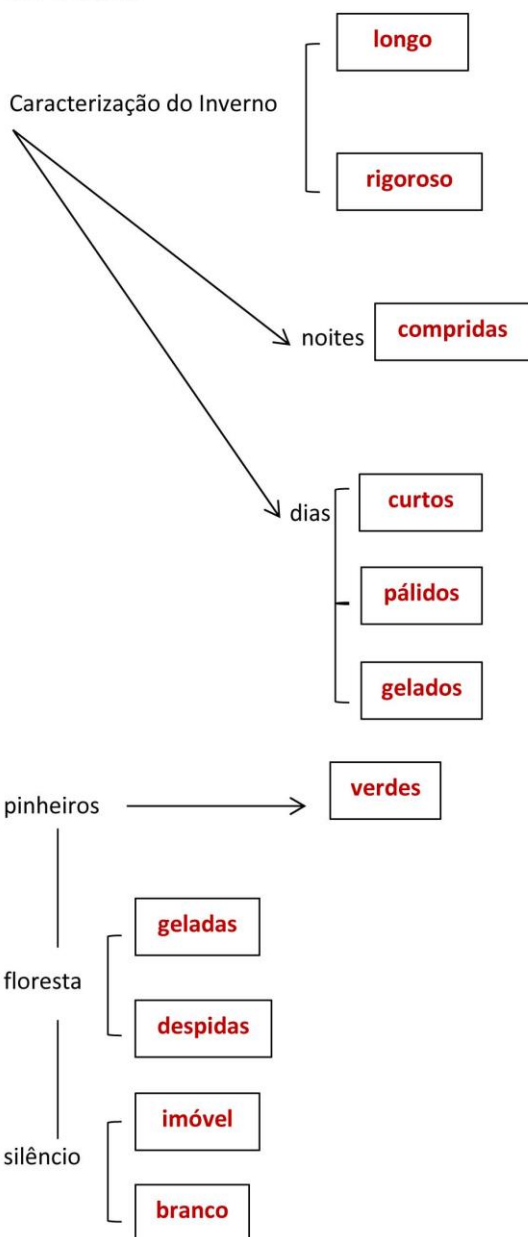 longo
Caracterização do Inverno
rigoroso
noites compridas
curtos
dias
pálidos
gelados
verdes
pinheiros
geladas
floresta
despidas
imóvel
silêncio
branco